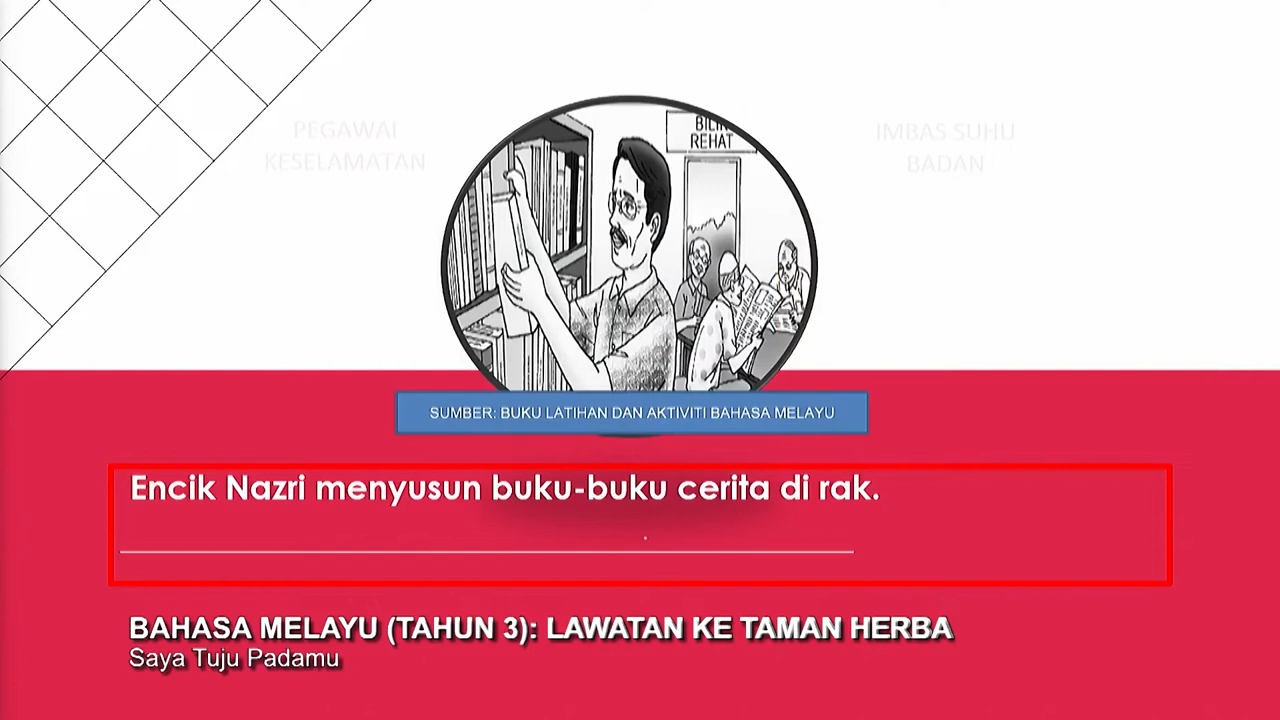 PEGAWAI
KESELAMATAN
IMBAS SUHU
BADAN
REHAT
SUMBER: BUKU LATIHAN DAN AKTIVITI BAHASA MELAYU
Encik Nazri menyusun buku-buku cerita di rak.
BAHASA MELAYU (TAHUN 3): LAWATAN KE TAMAN HERBA
Saya Tuju Padamu